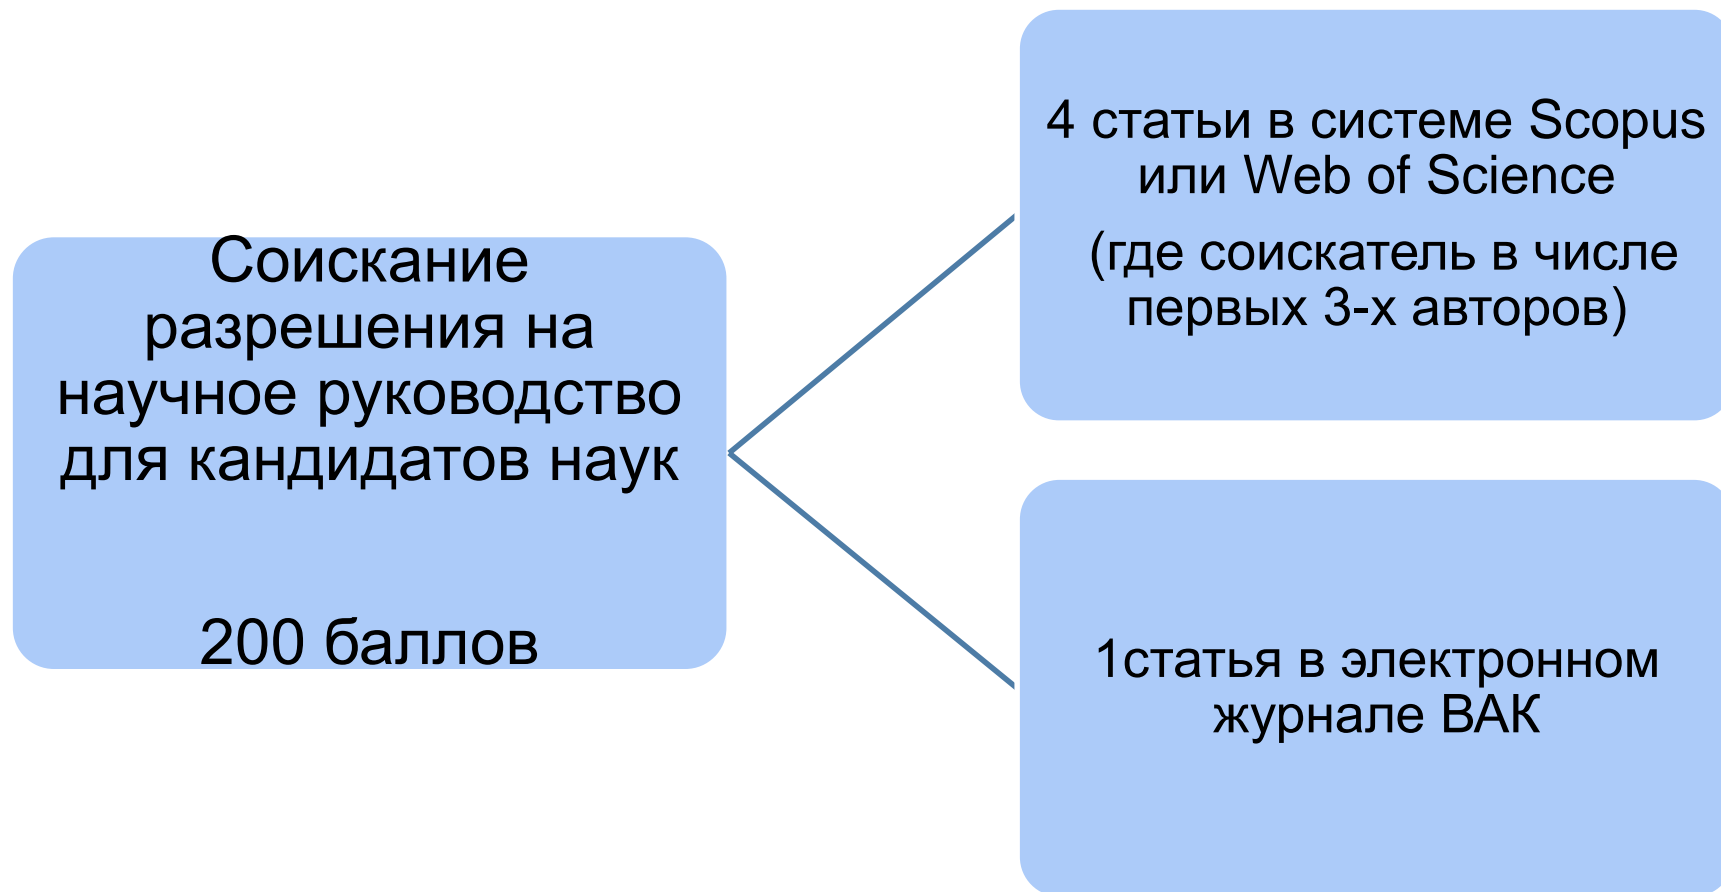 Соискание
разрешения на
научное руководство
для кандидатов наук
200 баллов
4 статьи в системе Scopus
или Web of Science
(где соискатель в числе
первых 3-х авторов)
1статья в электронном
журнале ВАК